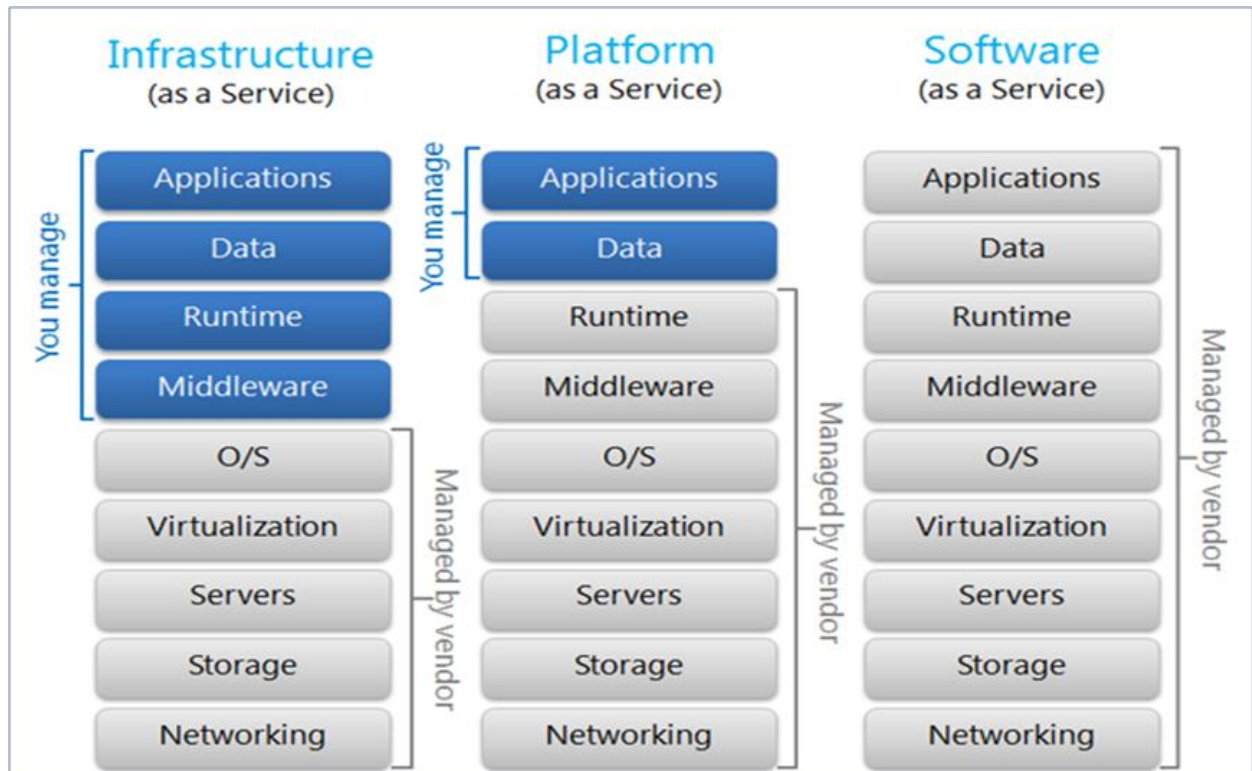 Infrastructure
(as a Service)
You manage
Applications
Data
Runtime
Middleware
O/S
Virtualization
Servers
Storage
Networking
Managed by vendor
Platform
(as a Service)
You manage
Applications
Data
Runtime
Middleware
O/S
Virtualization
Servers
Storage
Networking
Managed by vendor
Software
(as a Service)
Applications
Data
Runtime
Middleware
O/S
Virtualization
Servers
Storage
Networking
Managed by vendor